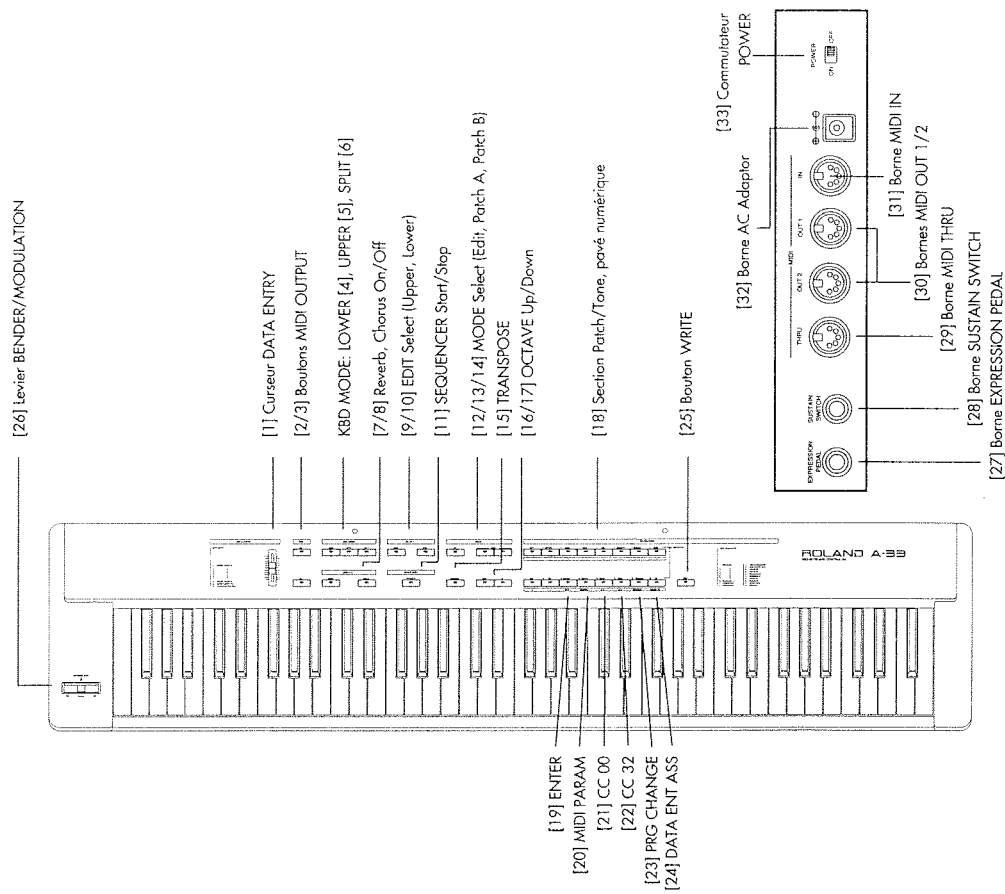 [26] Levier BENDER/MODULATION
[1] Curseur DATA ENTRY
[2/3] Boutons MIDI OUTPUT
KBD MODE: LOWER [4], UPPER [5], SPLIT [6]
[7/8] Reverb, Chorus On/Off
[9/10] EDIT Select (Upper, Lower)
[11] SEQUENCER Start/Stop
[12/13/14] MODE Select (Edit, Patch A, Patch B)
[15] TRANSPOSE
[16/17] OCTAVE Up/Down
[18] Section Patch/Tone, pavé numérique
[25] Bouton WRITE
ROLAND A-33
[19] ENTER
[20] MIDI PARAM
[21] CC 00
[22] CC 32
[23] PRG CHANGE
[24] DATA ENT ASS
[33] Commutateur
POWER
[32] Borne AC Adaptor
POWER
ON
OFF
MIDI
THRU
OUT 2
OUT 1
IN
EXPRESSION
PEDAL
SUSTAIN
SWITCH
[31] Borne MIDI IN
[30] Bornes MIDI OUT 1/2
[29] Borne MIDI THRU
[28] Borne SUSTAIN SWITCH
[27] Borne EXPRESSION PEDAL